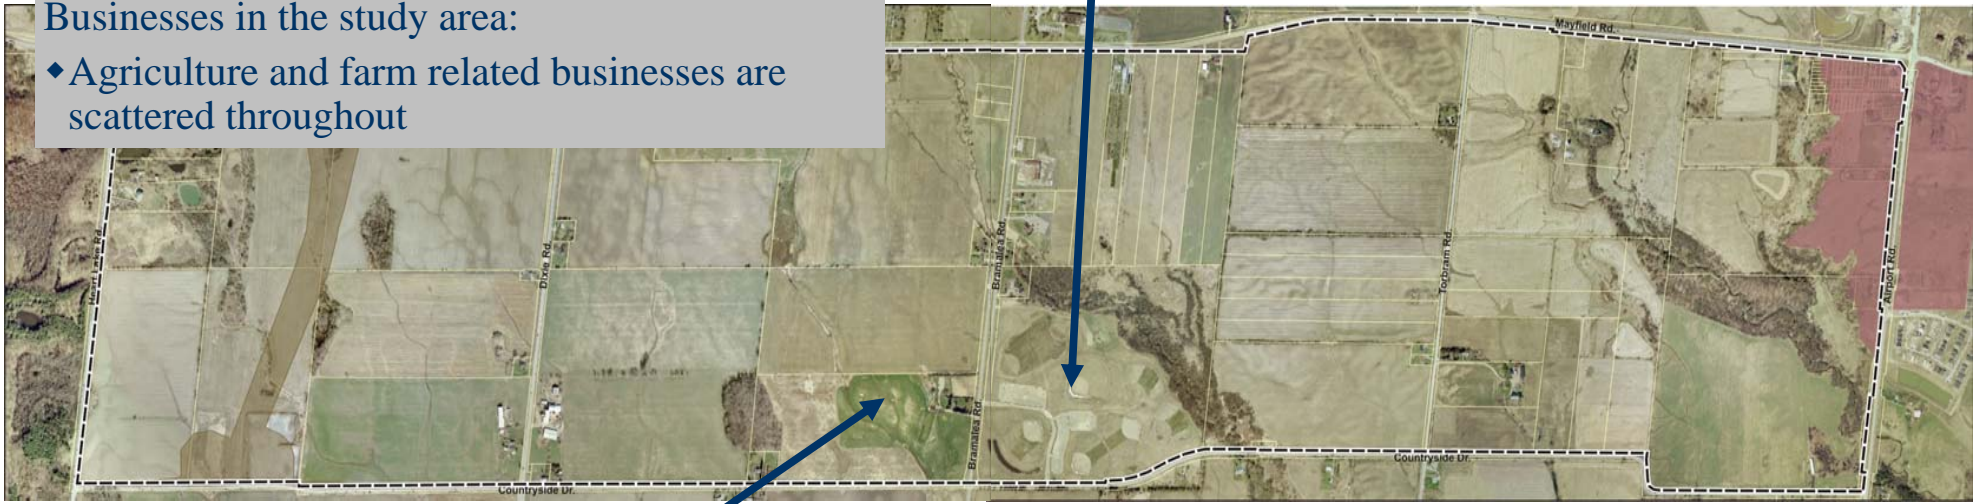 Businesses in the study area:
◆Agriculture and farm related businesses are
scattered throughout
Mayfield Rd.
Heart Lake Rd.
Dixie Rd.
Bramalea Rd.
Torbram Rd.
Airport Rd.
Bramalea Rd.
Countryside Dr.
Countryside Dr.